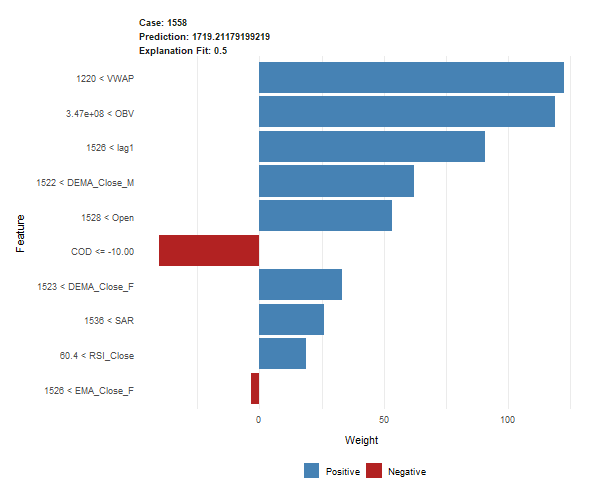 Case: 1558
Prediction: 1719.21179199219
Explanation Fit: 0.5
1220 < VWAP
3.47e+08 < OBV
1526 < lag1
1522 < DEMA_Close_M
1528 < Open
COD <= -10.00
1523 < DEMA_Close_F
1536 < SAR
60.4 < RSI_Close
1526 < EMA_Close_F
Feature
0 50 100
Weight
Positive Negative